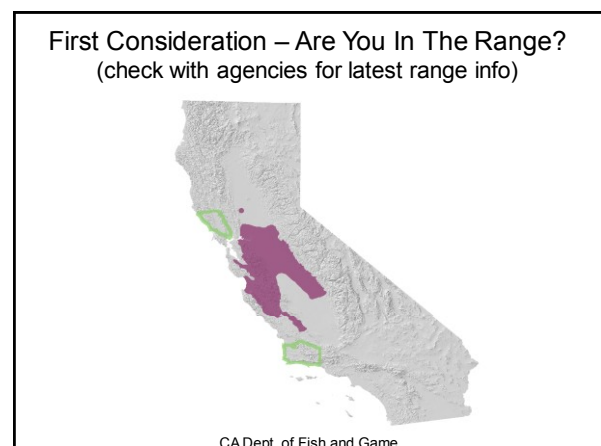 First Consideration – Are You In The Range?
(check with agencies for latest range info)
CA Dept. of Fish and Game